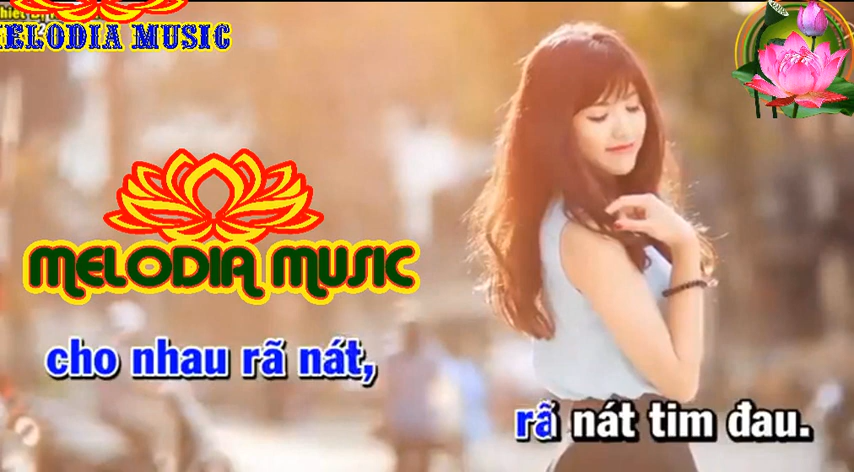 MELODIA MUSIC
MELODIA MUSIC
cho nhau rã nát,
rã nát tim đau.